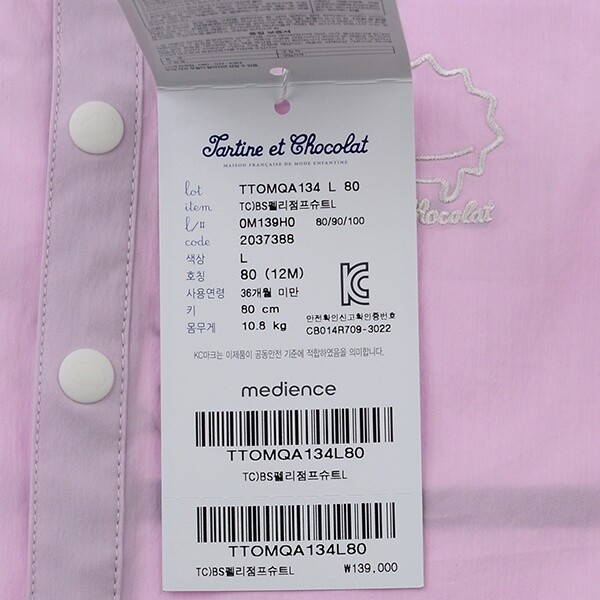 Tartine et Chocolat
MAISON FRANÇAISE DE MODE ENFANTINE
lot TTOMQA134 L 80
item TC)BS펠리점프슈트L
l/# 0M139H0 80/90/100
code 2037388
색상 L
호칭 80 (12M)
사용연령 36개월 미만
키 80 cm
몸무게 10.8 kg
안전확인신고확인증번호
CB014R709-3022
KC마크는 이제품이 공통안전 기준에 적합하였음을 의미합니다.
medience
TTOMQA134L80
TC)BS펠리점프슈트L
TTOMQA134L80
TC)BS펠리점프슈트L ₩139,000
hocolat